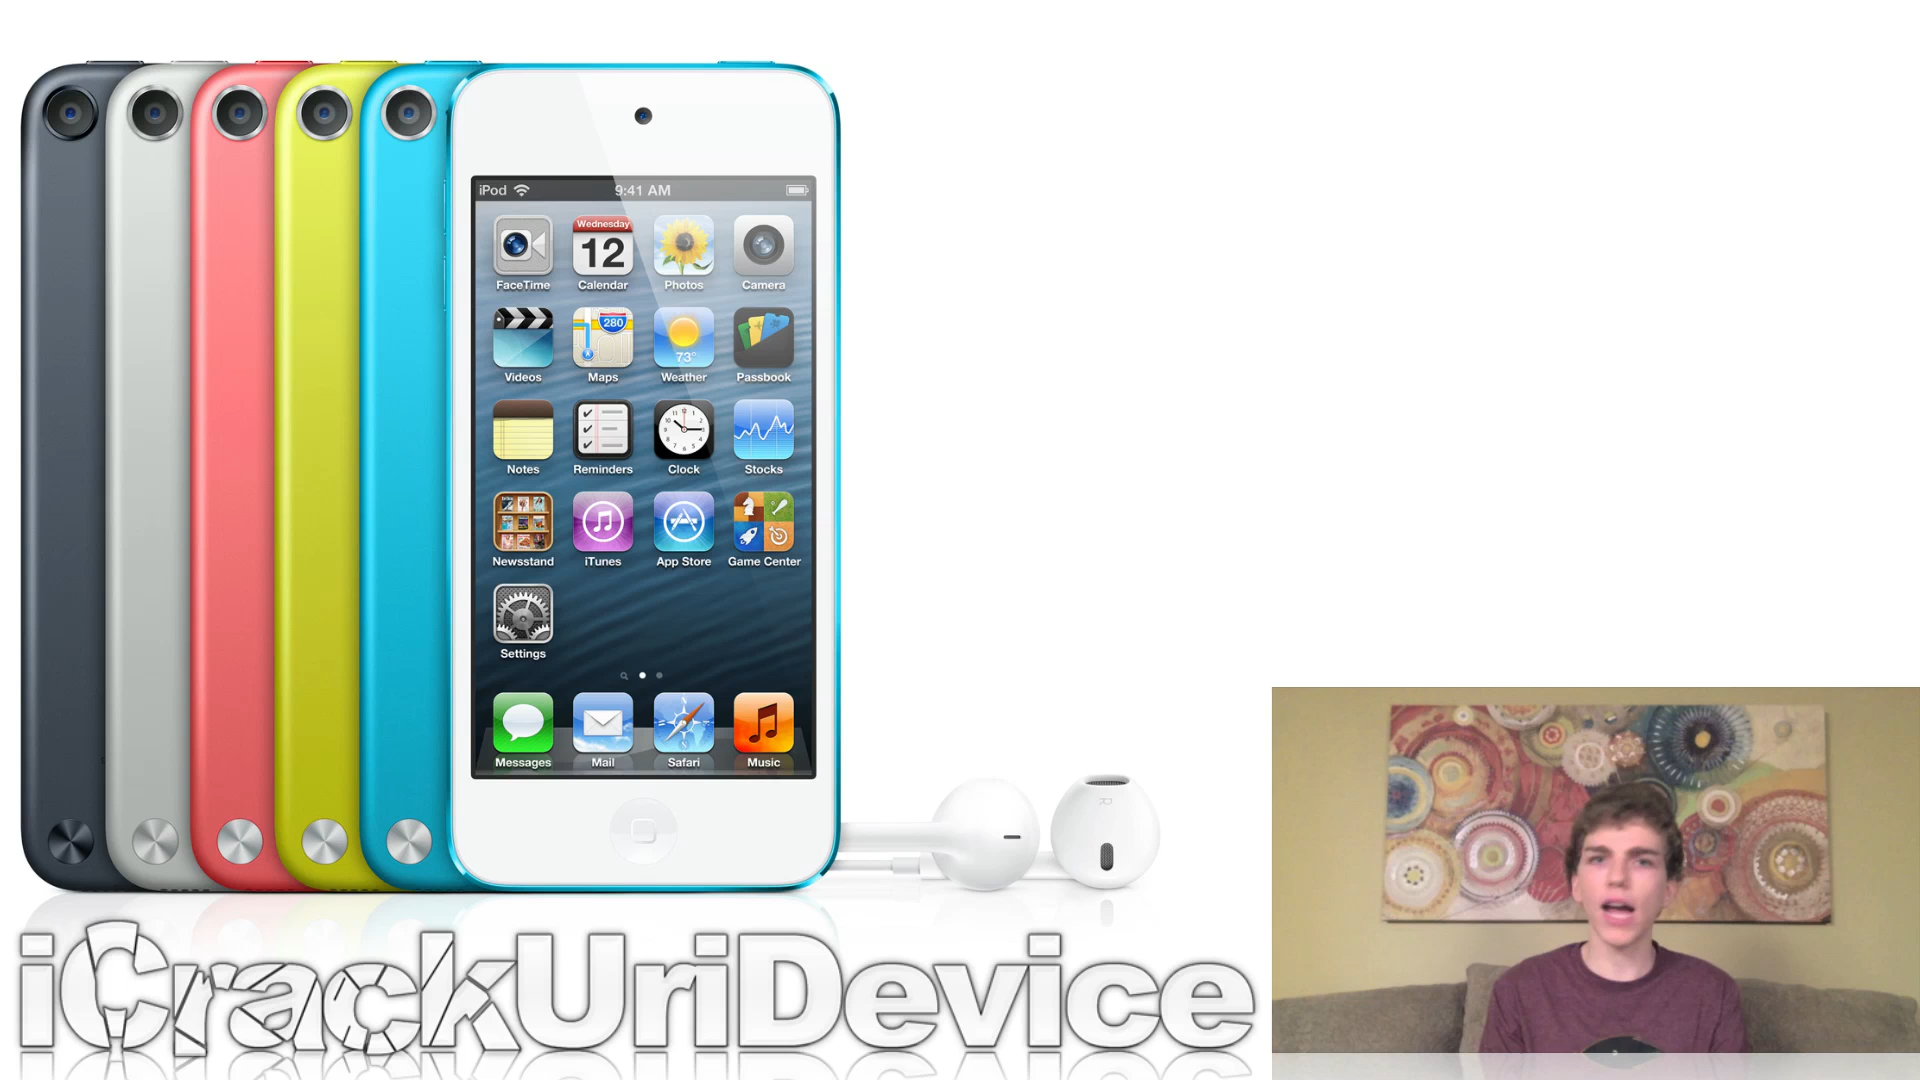 iPod 9:41 AM
Wednesday
12
FaceTime Calendar Photos Camera
280
73°
Videos Maps Weather Passbook
Notes Reminders Clock Stocks
Newsstand iTunes App Store Game Center
Settings
Messages Mail Safari Music
R
iCrackUriDevice